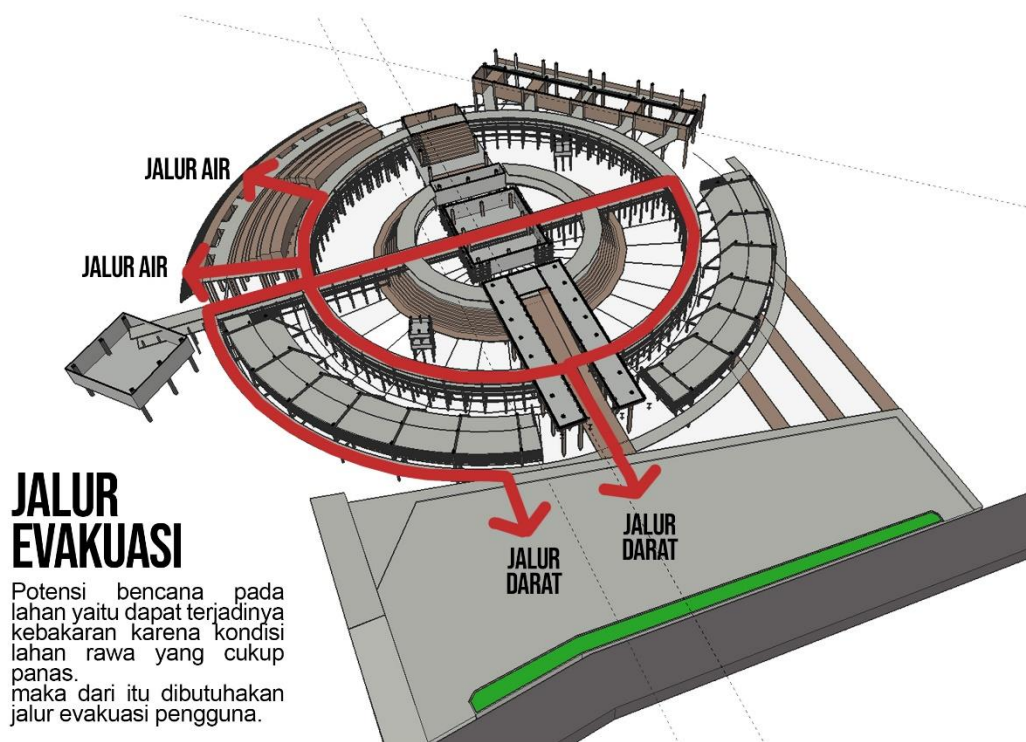 JALUR AIR
JALUR AIR
JALUR
EVAKUASI
Potensi bencana pada
lahan yaitu dapat terjadinya
kebakaran karena kondisi
lahan rawa yang cukup
panas.
maka dari itu dibutuhakan
jalur evakuasi pengguna.
JALUR
DARAT
JALUR
DARAT